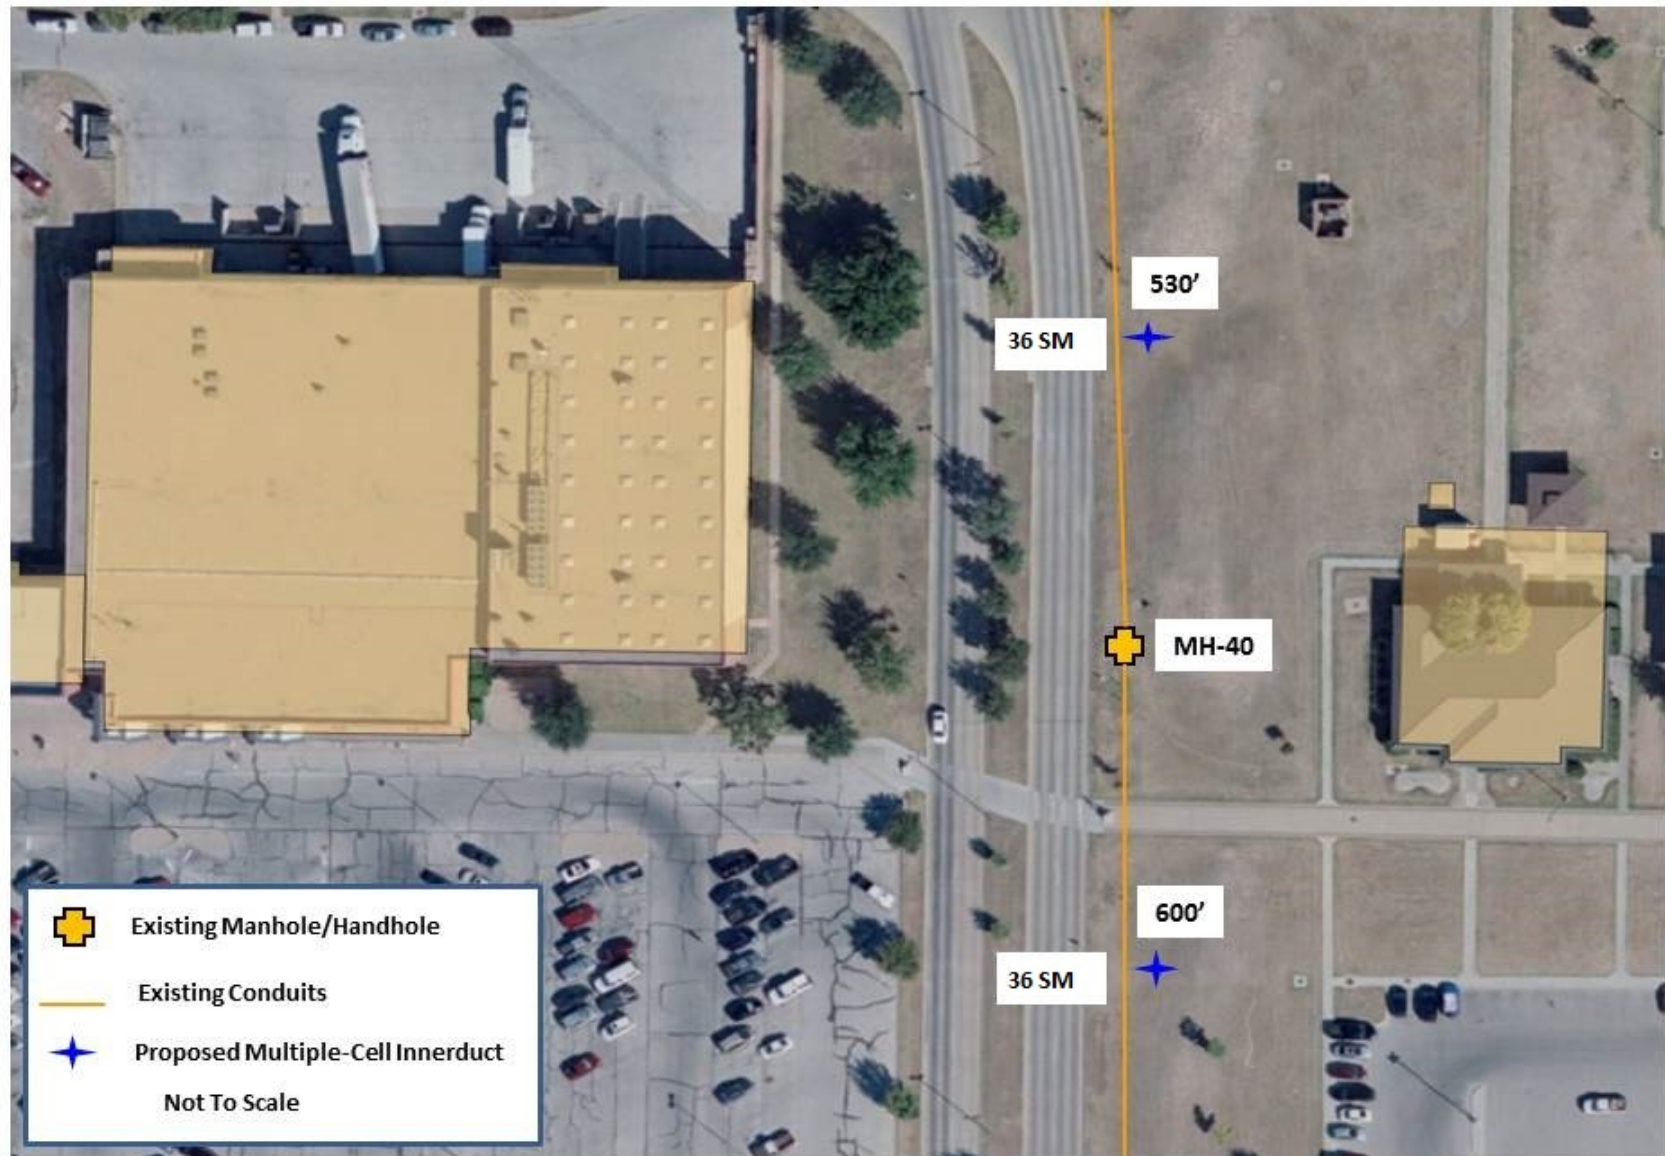 530’
36 SM
MH-40
600’
36 SM
Existing Manhole/Handhole
Existing Conduits
Proposed Multiple-Cell Innerduct
Not To Scale